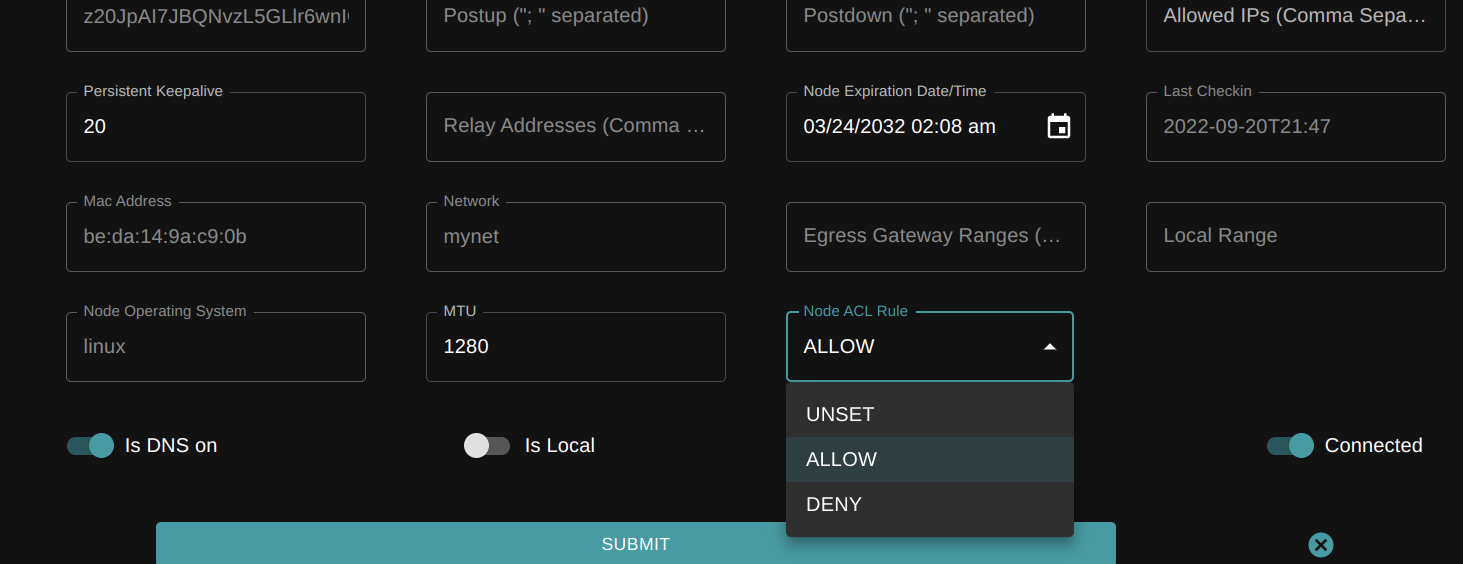 z20JpAI7JBQNvzL5GLlr6wnI
Postup ("; " separated)
Postdown ("; " separated)
Allowed IPs (Comma Sepa…
Persistent Keepalive
20
Relay Addresses (Comma …
Node Expiration Date/Time
03/24/2032 02:08 am
Last Checkin
2022-09-20T21:47
Mac Address
be:da:14:9a:c9:0b
Network
mynet
Egress Gateway Ranges (…
Local Range
Node Operating System
linux
MTU
1280
Node ACL Rule
ALLOW
UNSET
ALLOW
DENY
Is DNS on
Is Local
Connected
SUBMIT